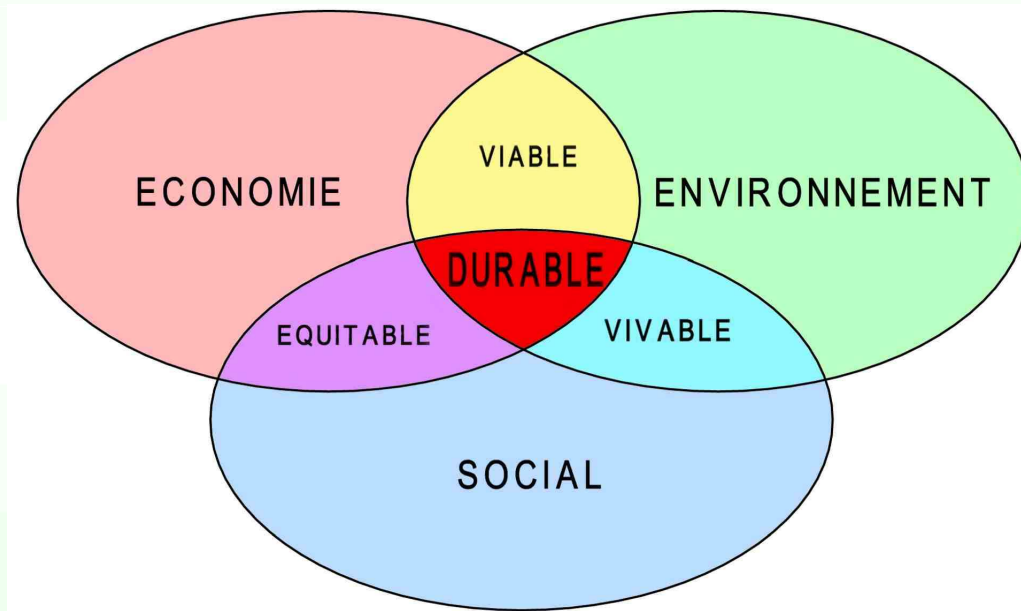 VIABLE
ECONOMIE
ENVIRONNEMENT
DURABLE
EQUITABLE
VIVABLE
SOCIAL